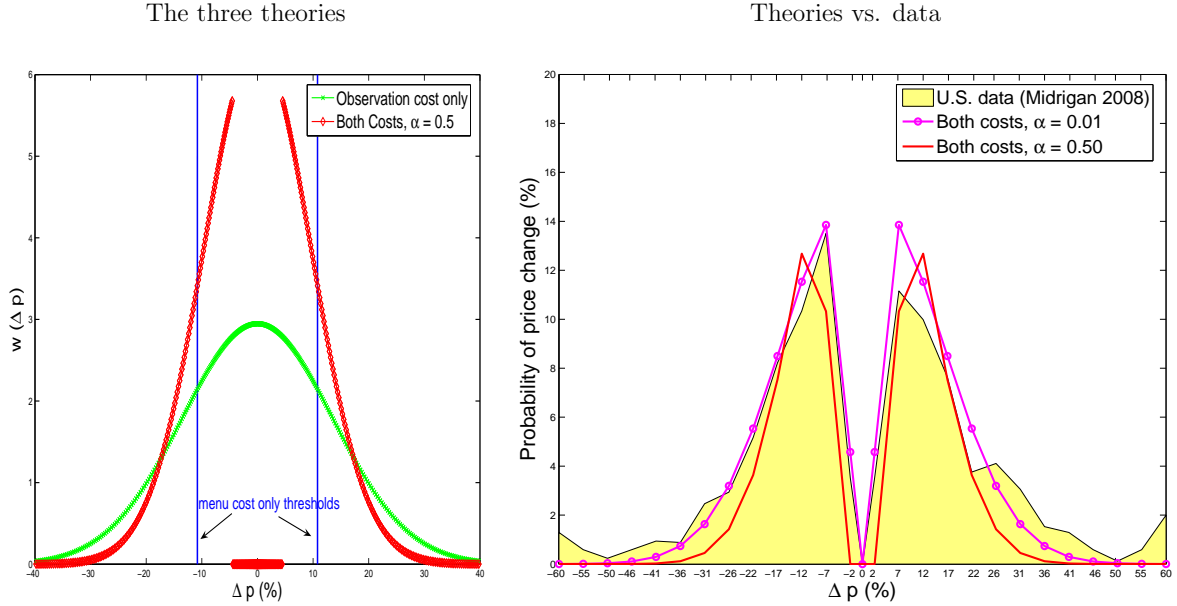 The three theories
Theories vs. data
6
5
4
3
2
1
0
w (Δ p)
Observation cost only
Both Costs, α = 0.5
menu cost only thresholds
−40 −30 −20 −10 0 10 20 30 40
Δ p (%)
20
18
16
14
12
10
8
6
4
2
0
Probability of price change (%)
U.S. data (Midrigan 2008)
Both costs, α = 0.01
Both costs, α = 0.50
−60 −55 −50 −46 −41 −36 −31 −26 −22 −17 −12 −7 −2 0 2 7 12 17 22 26 31 36 41 46 50 55 60
Δ p (%)